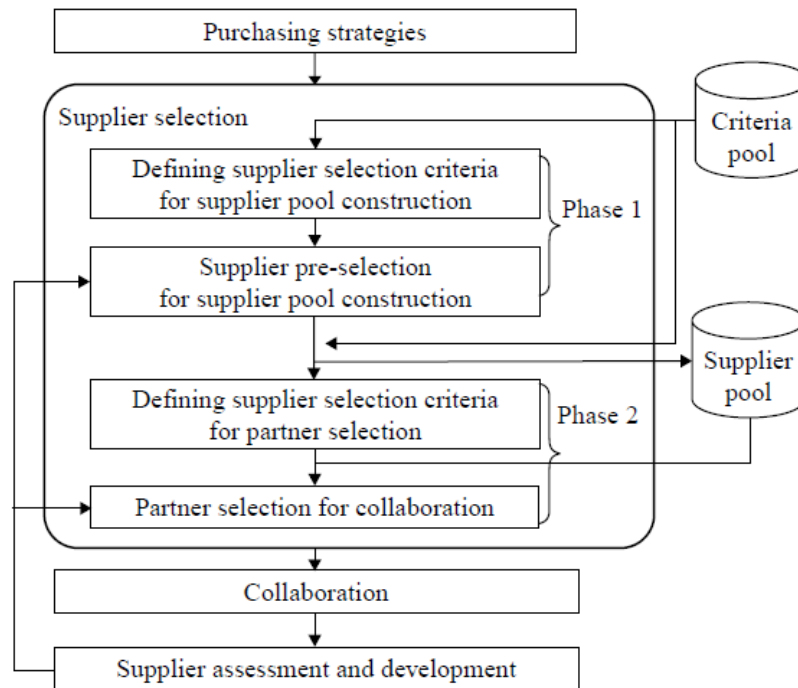 Purchasing strategies
Supplier selection
Criteria
pool
Defining supplier selection criteria
for supplier pool construction
Phase 1
Supplier pre-selection
for supplier pool construction
Supplier
pool
Defining supplier selection criteria
for partner selection
Phase 2
Partner selection for collaboration
Collaboration
Supplier assessment and development